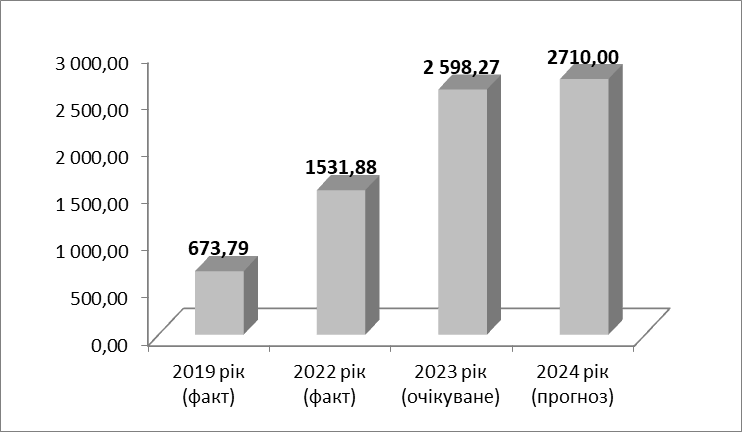 3 000,00
2 500,00
2 000,00
1 500,00
1 000,00
500,00
0,00
673,79
1531,88
2 598,27
2710,00
2019 рік
(факт)
2022 рік
(факт)
2023 рік
(очікуване)
2024 рік
(прогноз)